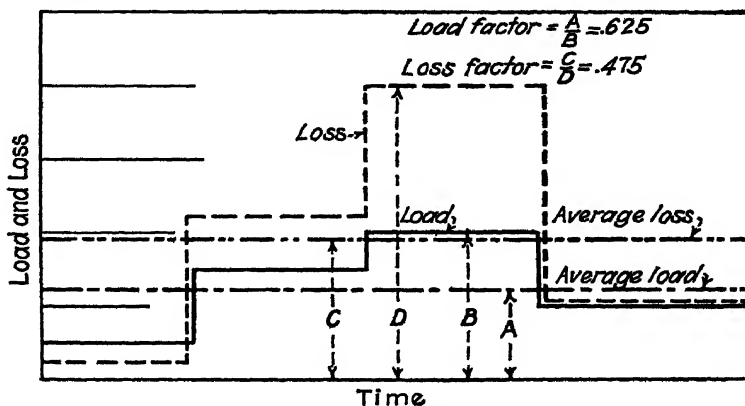 Load factor = A/B = .625
Loss factor = C/D = .475
Loss
Load
Average loss
Average load
C
D
B
A
Load and Loss
Time